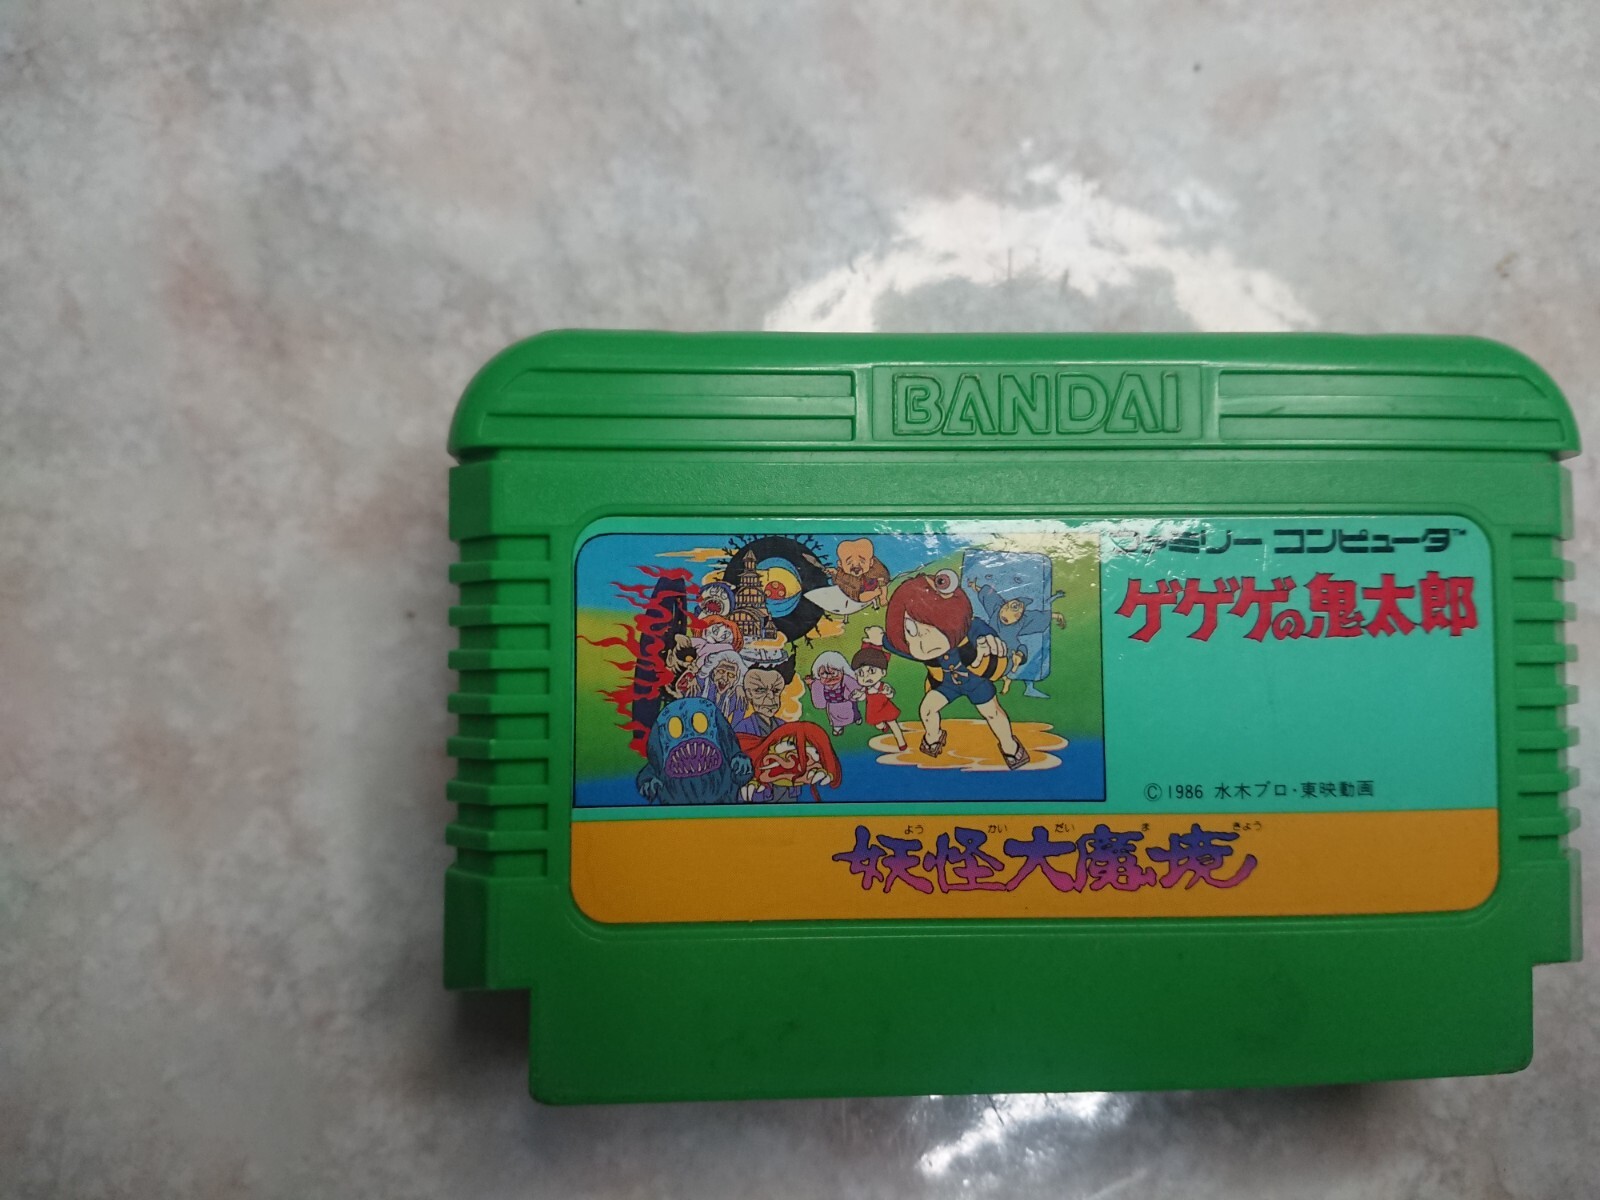 BANDAI
ファミリー コンピュータ™
ゲゲゲの鬼太郎
©1986 水木プロ・東映動画
よう かい だい ま きょう
妖怪大魔境